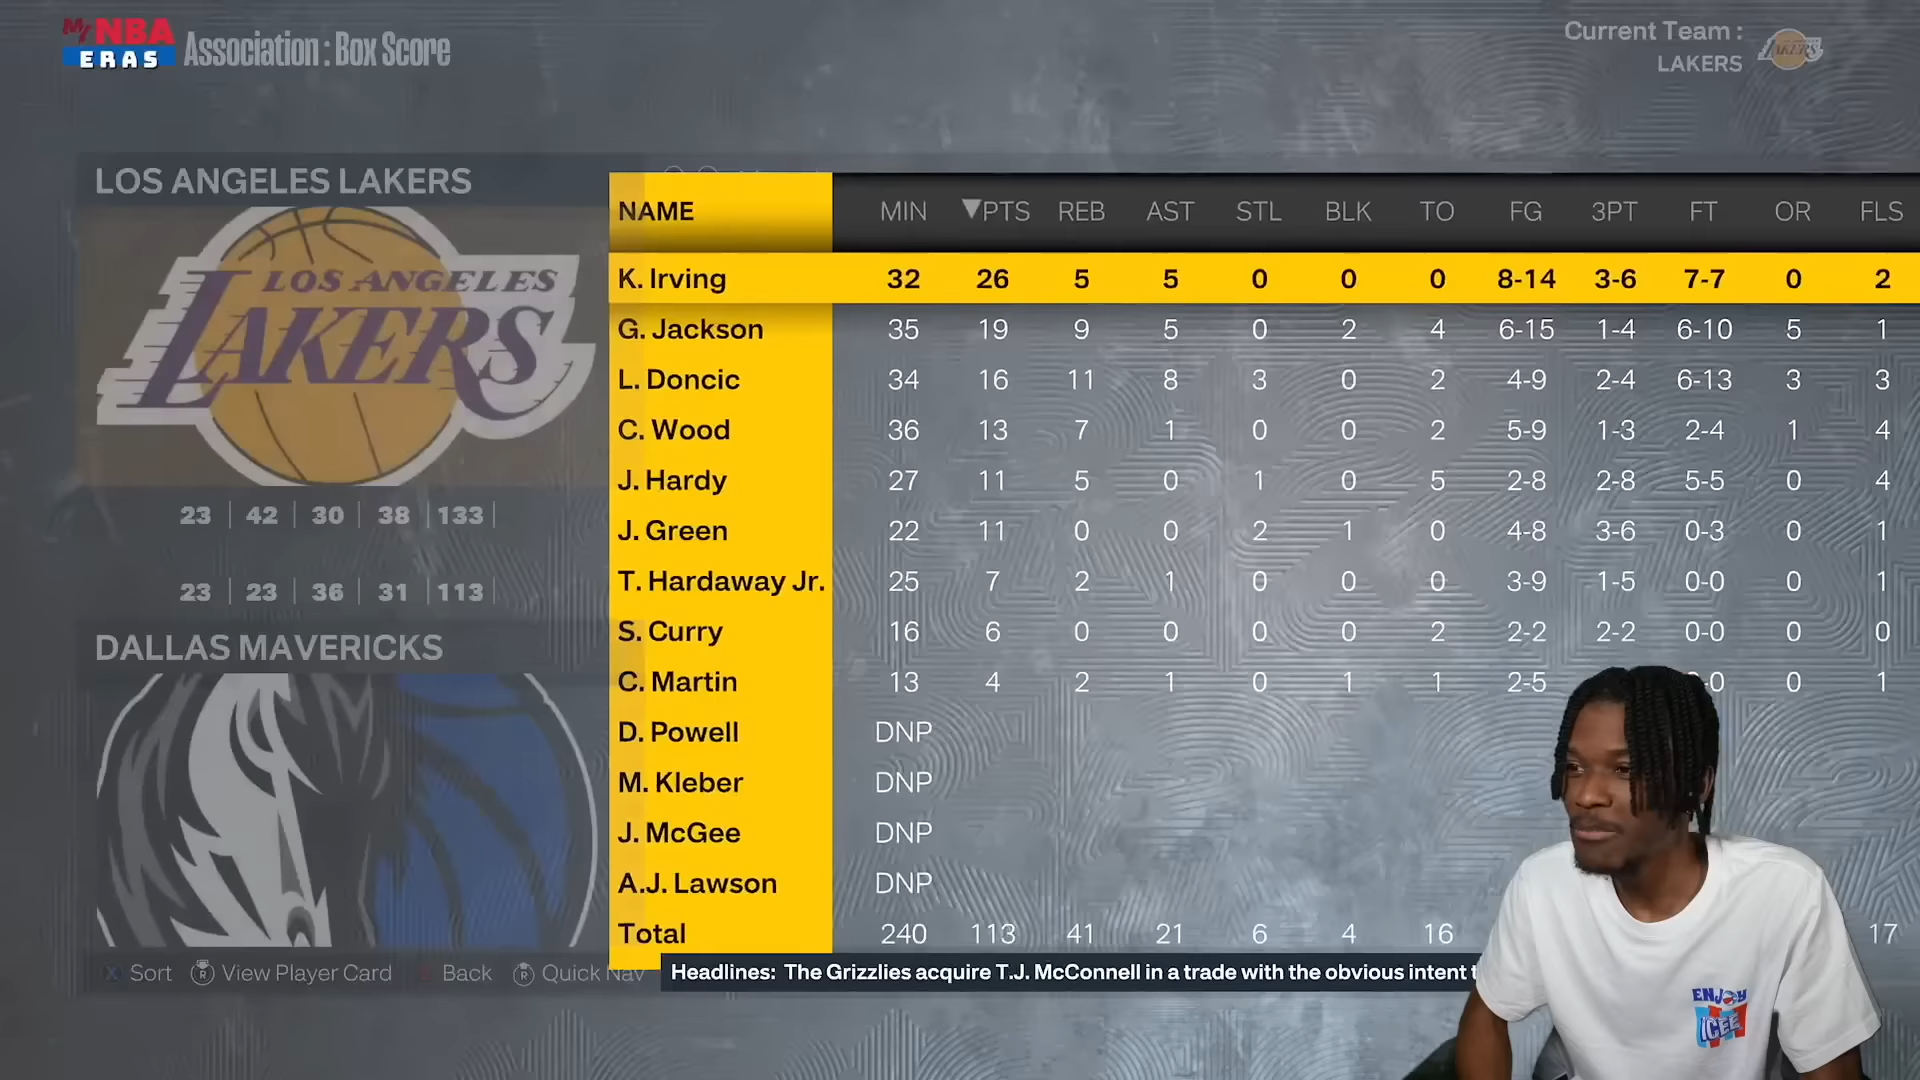 My NBA
ERAS
Association : Box Score
Current Team :
LAKERS
LAKERS
LOS ANGELES LAKERS
LOS ANGELES
LAKERS
23 42 30 38 133
23 23 36 31 113
DALLAS MAVERICKS
NAME MIN ▼PTS REB AST STL BLK TO FG 3PT FT OR FLS
K. Irving 32 26 5 5 0 0 0 8-14 3-6 7-7 0 2
G. Jackson 35 19 9 5 0 2 4 6-15 1-4 6-10 5 1
L. Doncic 34 16 11 8 3 0 2 4-9 2-4 6-13 3 3
C. Wood 36 13 7 1 0 0 2 5-9 1-3 2-4 1 4
J. Hardy 27 11 5 0 1 0 5 2-8 2-8 5-5 0 4
J. Green 22 11 0 0 2 1 0 4-8 3-6 0-3 0 1
T. Hardaway Jr. 25 7 2 1 0 0 0 3-9 1-5 0-0 0 1
S. Curry 16 6 0 0 0 0 2 2-2 2-2 0-0 0 0
C. Martin 13 4 2 1 0 1 1 2-5 -0 0 1
D. Powell DNP
M. Kleber DNP
J. McGee DNP
A.J. Lawson DNP
Total 240 113 41 21 6 4 16 17
X Sort R View Player Card Back R Quick Nav
Headlines: The Grizzlies acquire T.J. McConnell in a trade with the obvious intent
ENJOY
ICEE